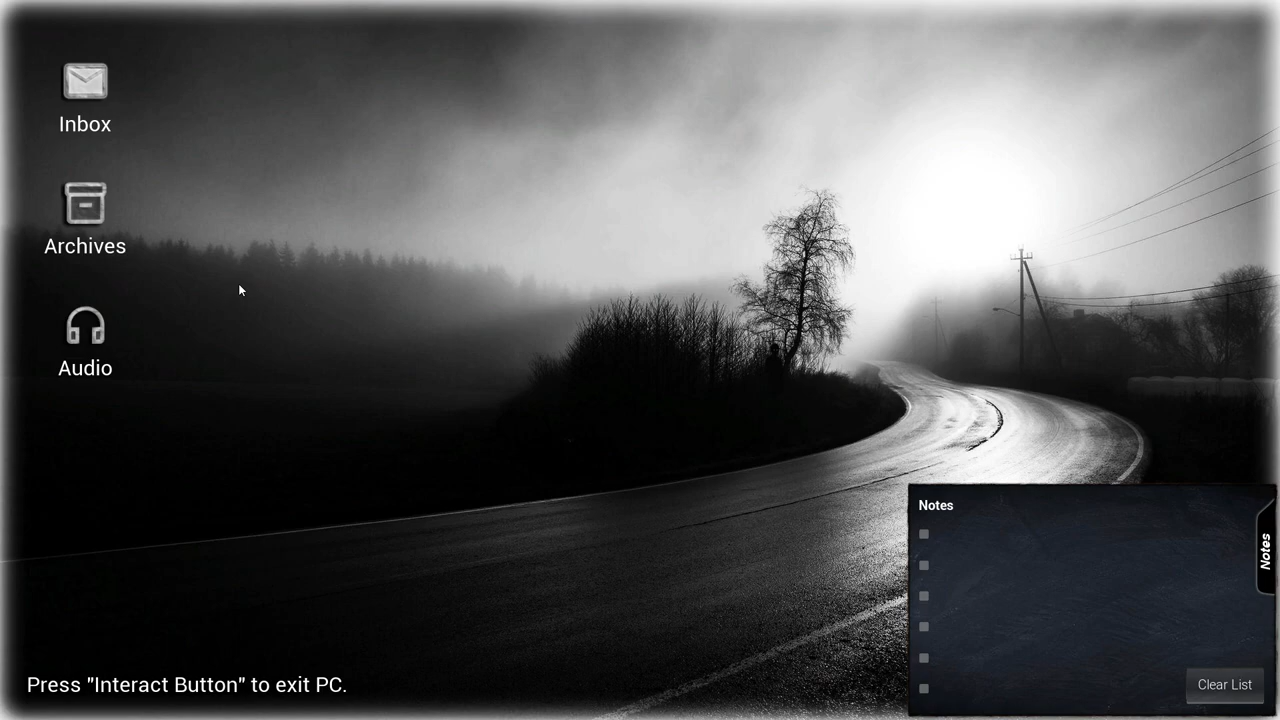 Inbox
Archives
Audio
Notes
Notes
Clear List
Press "Interact Button" to exit PC.